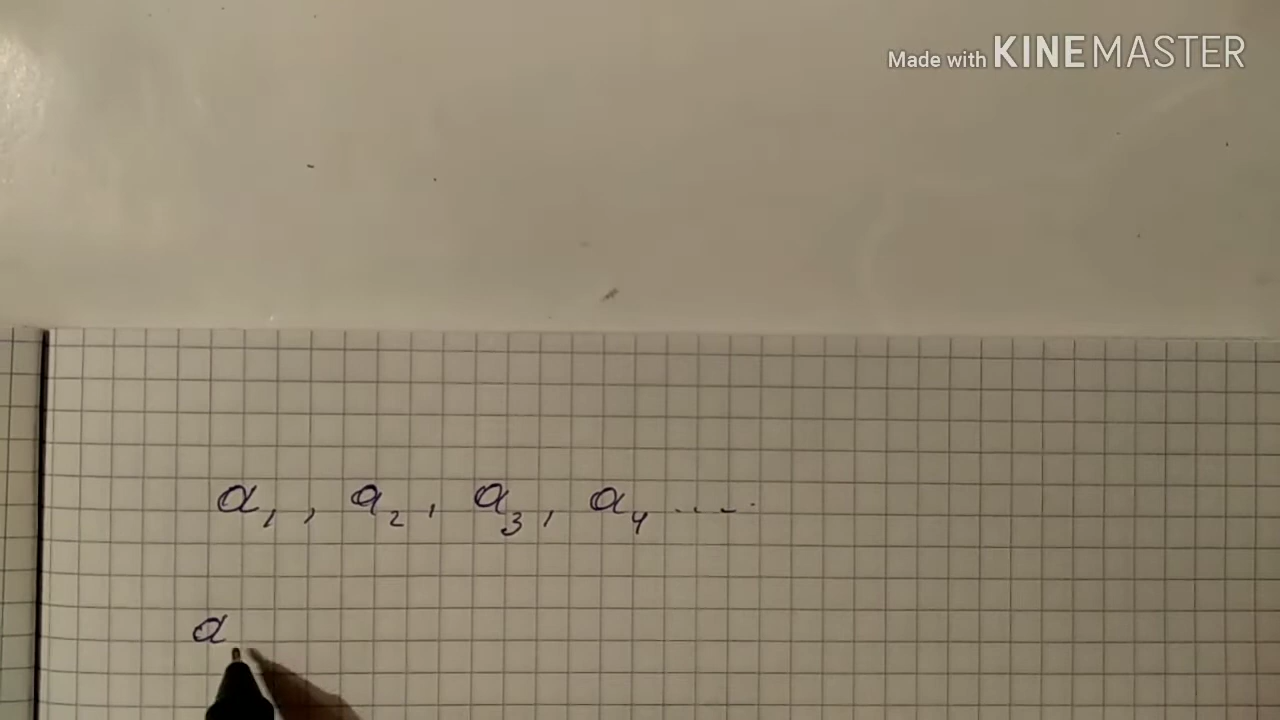 Made with KINEMASTER
a₁, a₂, a₃, a₄ .....
a